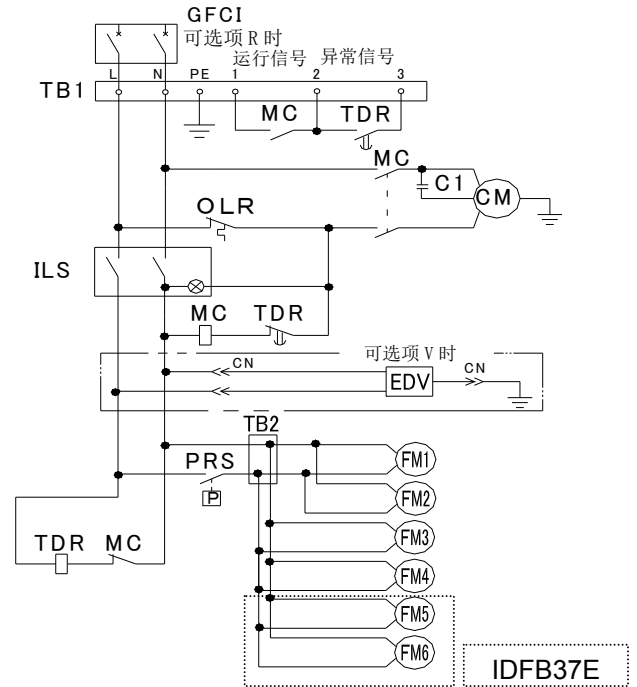 GFCI
可选项R时
运行信号 异常信号
L N PE 1 2 3
TB1
MC TDR
MC
C1
CM
OLR
ILS
MC TDR
可选项V时
CN CN
EDV
TB2
PRS
FM1
P
FM2
FM3
TDR MC
FM4
FM5
FM6
IDFB37E